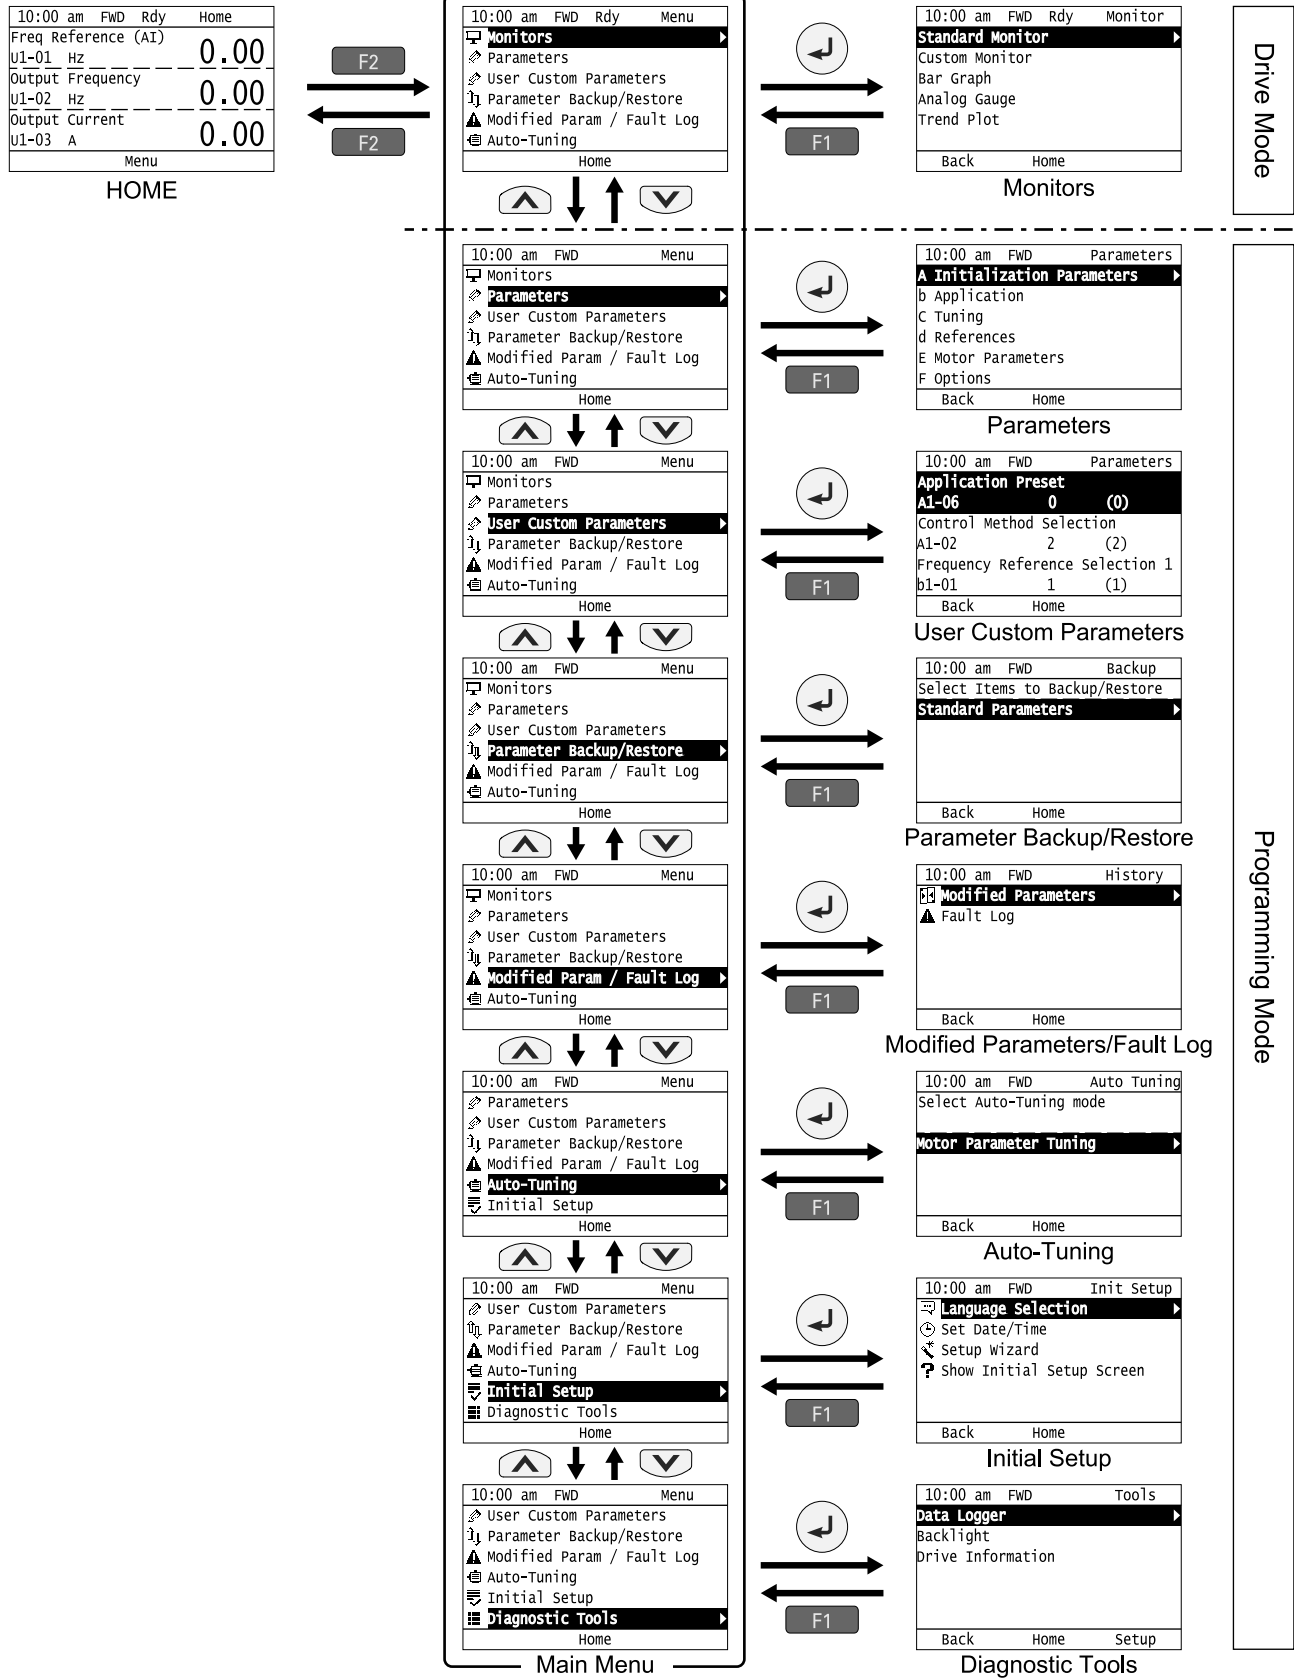 10:00 am FWD Rdy Home
Freq Reference (AI)
U1-01 Hz 0.00
Output Frequency
U1-02 Hz 0.00
Output Current
U1-03 A 0.00
Menu
HOME
F2
F2
10:00 am FWD Rdy Menu
Monitors
Parameters
User Custom Parameters
Parameter Backup/Restore
Modified Param / Fault Log
Auto-Tuning
Home
F1
10:00 am FWD Rdy Monitor
Standard Monitor
Custom Monitor
Bar Graph
Analog Gauge
Trend Plot
Back Home
Monitors
Drive Mode
10:00 am FWD Menu
Monitors
Parameters
User Custom Parameters
Parameter Backup/Restore
Modified Param / Fault Log
Auto-Tuning
Home
F1
10:00 am FWD Parameters
A Initialization Parameters
b Application
C Tuning
d References
E Motor Parameters
F Options
Back Home
Parameters
10:00 am FWD Menu
Monitors
Parameters
User Custom Parameters
Parameter Backup/Restore
Modified Param / Fault Log
Auto-Tuning
Home
F1
10:00 am FWD Parameters
Application Preset
A1-06 0 (0)
Control Method Selection
A1-02 2 (2)
Frequency Reference Selection 1
b1-01 1 (1)
Back Home
User Custom Parameters
10:00 am FWD Menu
Monitors
Parameters
User Custom Parameters
Parameter Backup/Restore
Modified Param / Fault Log
Auto-Tuning
Home
F1
10:00 am FWD Backup
Select Items to Backup/Restore
Standard Parameters
Back Home
Parameter Backup/Restore
10:00 am FWD Menu
Monitors
Parameters
User Custom Parameters
Parameter Backup/Restore
Modified Param / Fault Log
Auto-Tuning
Home
F1
10:00 am FWD History
Modified Parameters
Fault Log
Back Home
Modified Parameters/Fault Log
10:00 am FWD Menu
Parameters
User Custom Parameters
Parameter Backup/Restore
Modified Param / Fault Log
Auto-Tuning
Initial Setup
Home
F1
10:00 am FWD Auto Tuning
Select Auto-Tuning mode
Motor Parameter Tuning
Back Home
Auto-Tuning
10:00 am FWD Menu
User Custom Parameters
Parameter Backup/Restore
Modified Param / Fault Log
Auto-Tuning
Initial Setup
Diagnostic Tools
Home
F1
10:00 am FWD Init Setup
Language Selection
Set Date/Time
Setup Wizard
Show Initial Setup Screen
Back Home
Initial Setup
10:00 am FWD Menu
User Custom Parameters
Parameter Backup/Restore
Modified Param / Fault Log
Auto-Tuning
Initial Setup
Diagnostic Tools
Home
Main Menu
F1
10:00 am FWD Tools
Data Logger
Backlight
Drive Information
Back Home Setup
Diagnostic Tools
Programming Mode